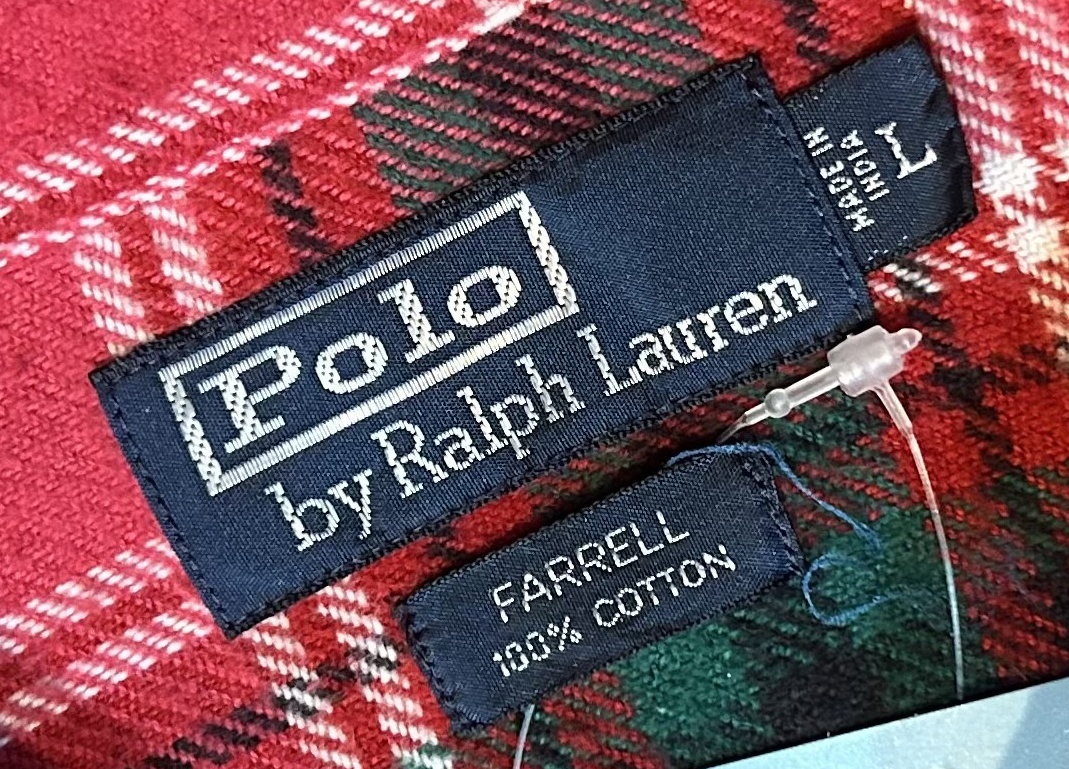 Polo
by Ralph Lauren
MADE IN
INDIA
L
FARRELL
100% COTTON